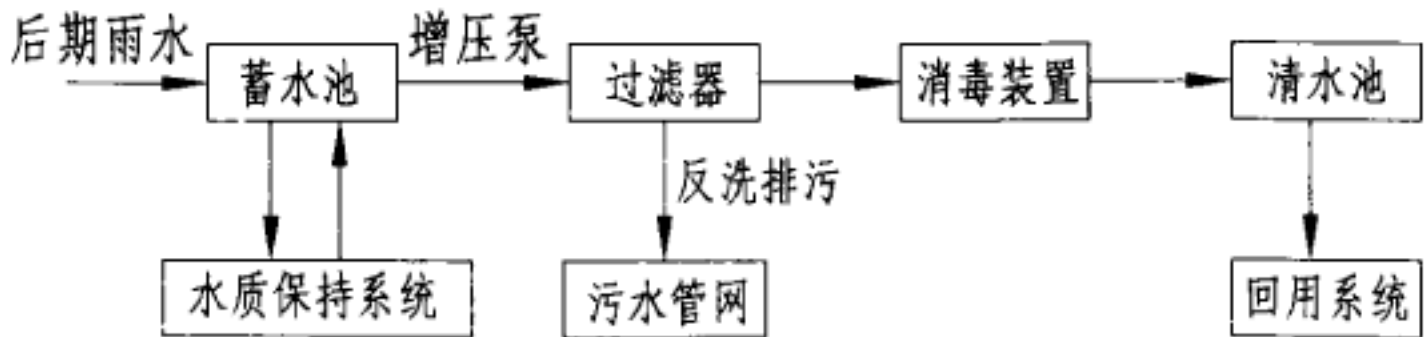 后期雨水
蓄水池
增压泵
过滤器
消毒装置
清水池
反洗排污
水质保持系统
污水管网
回用系统